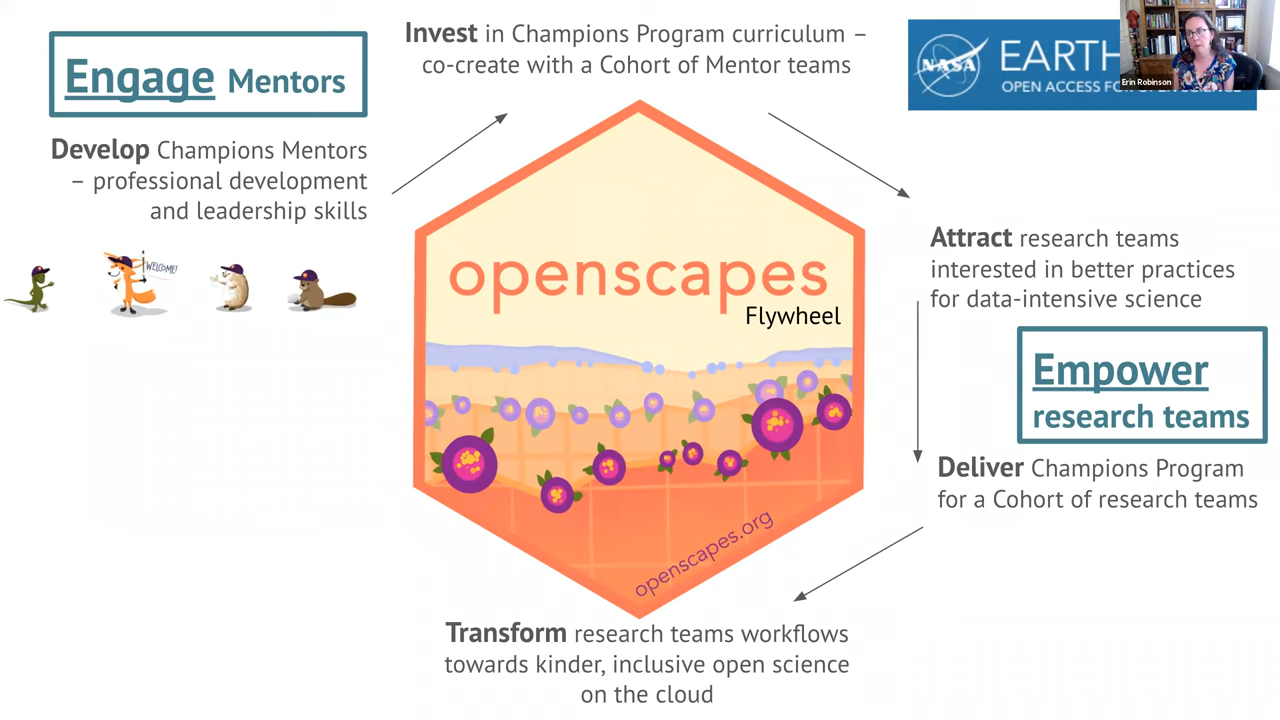 Engage Mentors
Develop Champions Mentors
– professional development
and leadership skills
WELCOME!
Invest in Champions Program curriculum –
co-create with a Cohort of Mentor teams
NASA
EARTH
OPEN ACCESS
Erin Robinson
Attract research teams
interested in better practices
for data-intensive science
Empower
research teams
Deliver Champions Program
for a Cohort of research teams
Transform research teams workflows
towards kinder, inclusive open science
on the cloud
openscapes
Flywheel
openscapes.org